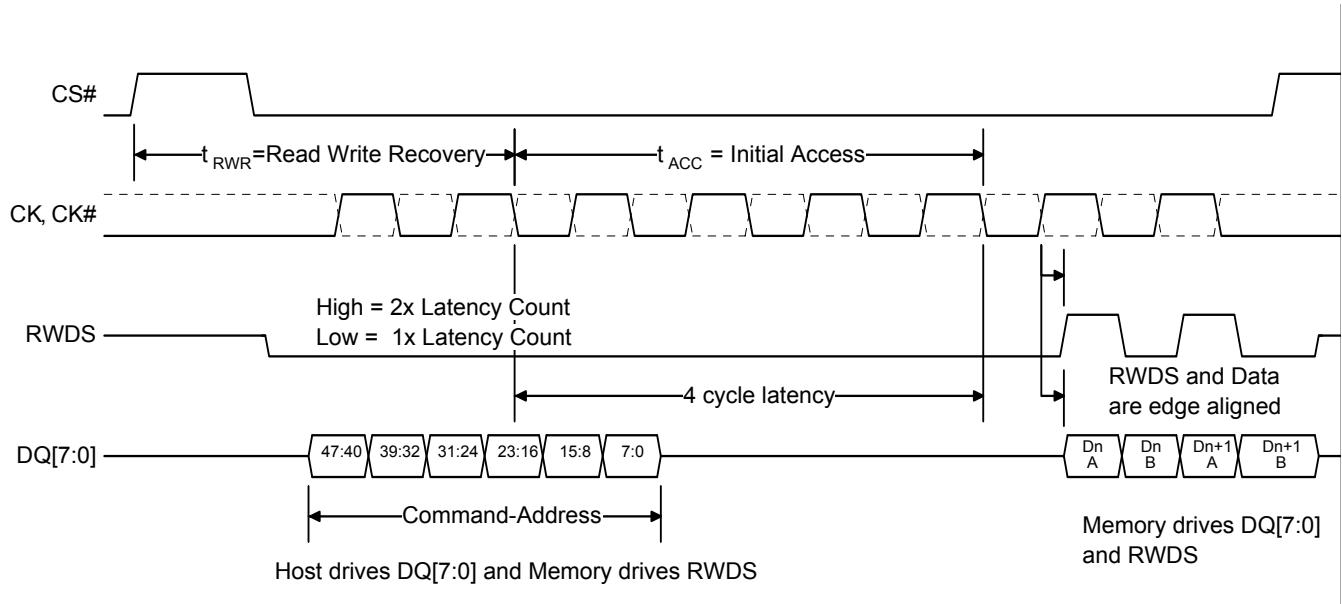 CS#
t RWR=Read Write Recovery
t ACC = Initial Access
CK, CK#
High = 2x Latency Count
Low = 1x Latency Count
RWDS
4 cycle latency
RWDS and Data
are edge aligned
DQ[7:0]
47:40 39:32 31:24 23:16 15:8 7:0
Dn A
Dn B
Dn+1 A
Dn+1 B
Command-Address
Memory drives DQ[7:0]
and RWDS
Host drives DQ[7:0] and Memory drives RWDS